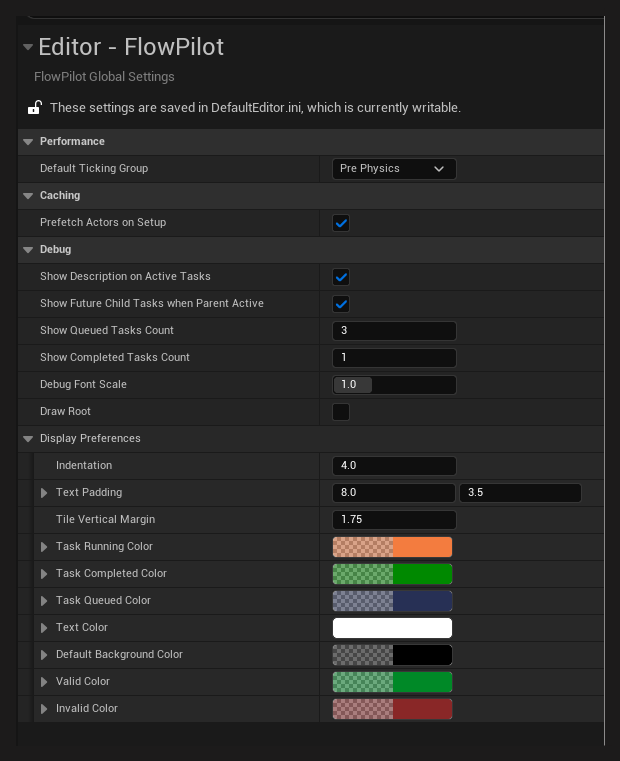 Editor - FlowPilot
FlowPilot Global Settings
These settings are saved in DefaultEditor.ini, which is currently writable.
Performance
Default Ticking Group Pre Physics
Caching
Prefetch Actors on Setup
Debug
Show Description on Active Tasks
Show Future Child Tasks when Parent Active
Show Queued Tasks Count 3
Show Completed Tasks Count 1
Debug Font Scale 1.0
Draw Root
Display Preferences
Indentation 4.0
Text Padding 8.0 3.5
Tile Vertical Margin 1.75
Task Running Color
Task Completed Color
Task Queued Color
Text Color
Default Background Color
Valid Color
Invalid Color